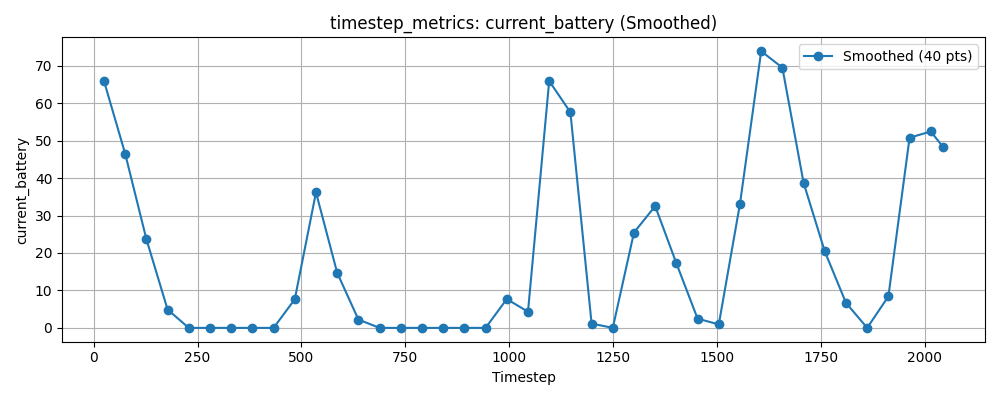 timestep_metrics: current_battery (Smoothed)
Smoothed (40 pts)
current_battery
70
60
50
40
30
20
10
0
0 250 500 750 1000 1250 1500 1750 2000
Timestep